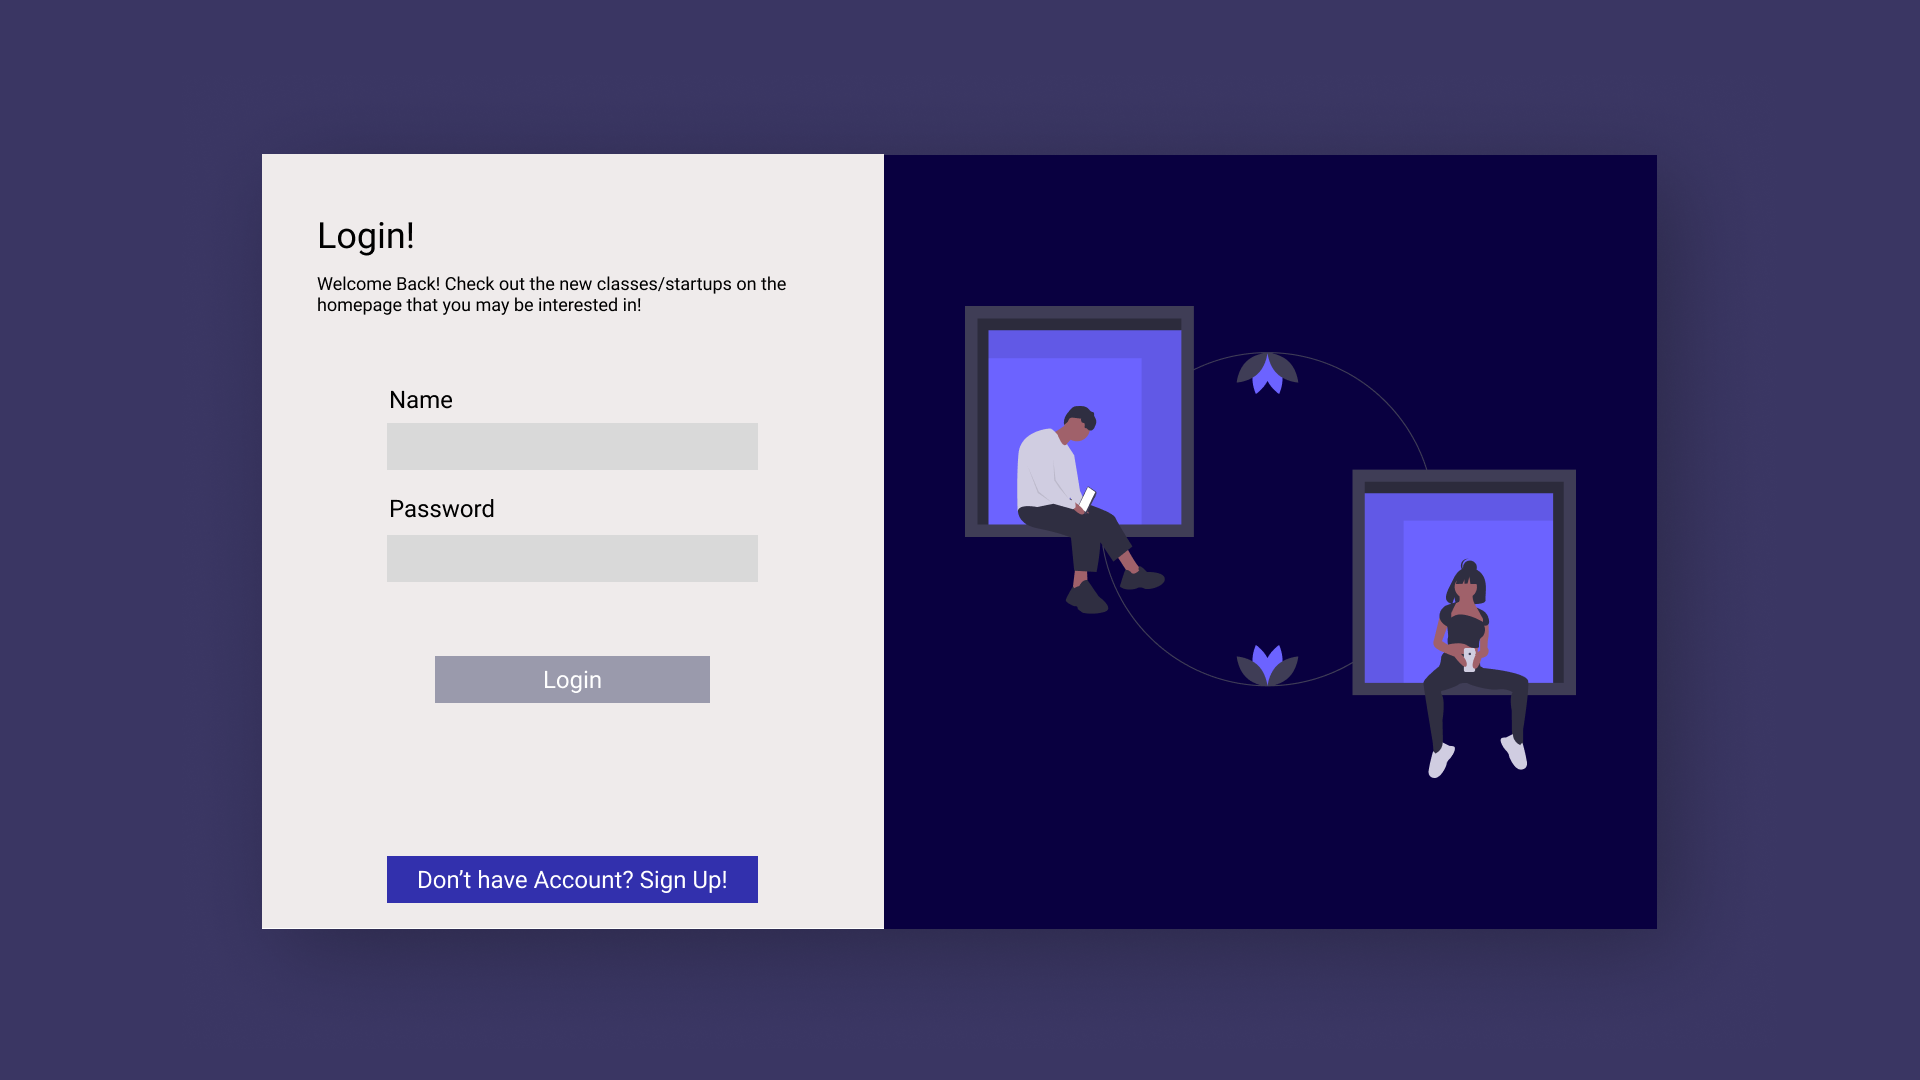 Login!
Welcome Back! Check out the new classes/startups on the
homepage that you may be interested in!
Name
Password
Login
Don’t have Account? Sign Up!